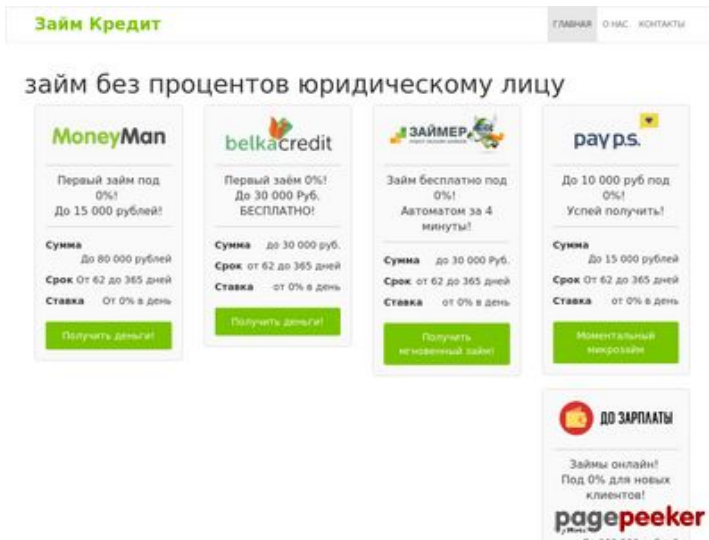 Займ Кредит
ГЛАВНАЯ О НАС КОНТАКТЫ
займ без процентов юридическому лицу
MoneyMan
Первый займ под
0%!
До 15 000 рублей!
Сумма
До 80 000 рублей
Срок От 62 до 365 дней
Ставка От 0% в день
Получить деньги!
belkacredit
Первый заём 0%!
До 30 000 Руб.
БЕСПЛАТНО!
Сумма до 30 000 руб.
Срок от 62 до 365 дней
Ставка от 0% в день
Получить деньги!
ЗАЙМЕР
Займ бесплатно под
0%!
Автоматом за 4
минуты!
Сумма до 30 000 Руб.
Срок от 62 до 365 дней
Ставка от 0% в день
Получить
мгновенный займ!
pay p.s.
До 10 000 руб под
0%!
Успей получить!
Сумма
До 15 000 рублей
Срок От 62 до 365 дней
Ставка От 0% в день
Моментальный
микрозайм
ДО ЗАРПЛАТЫ
Займы онлайн!
Под 0% для новых
клиентов!
pagepeeker